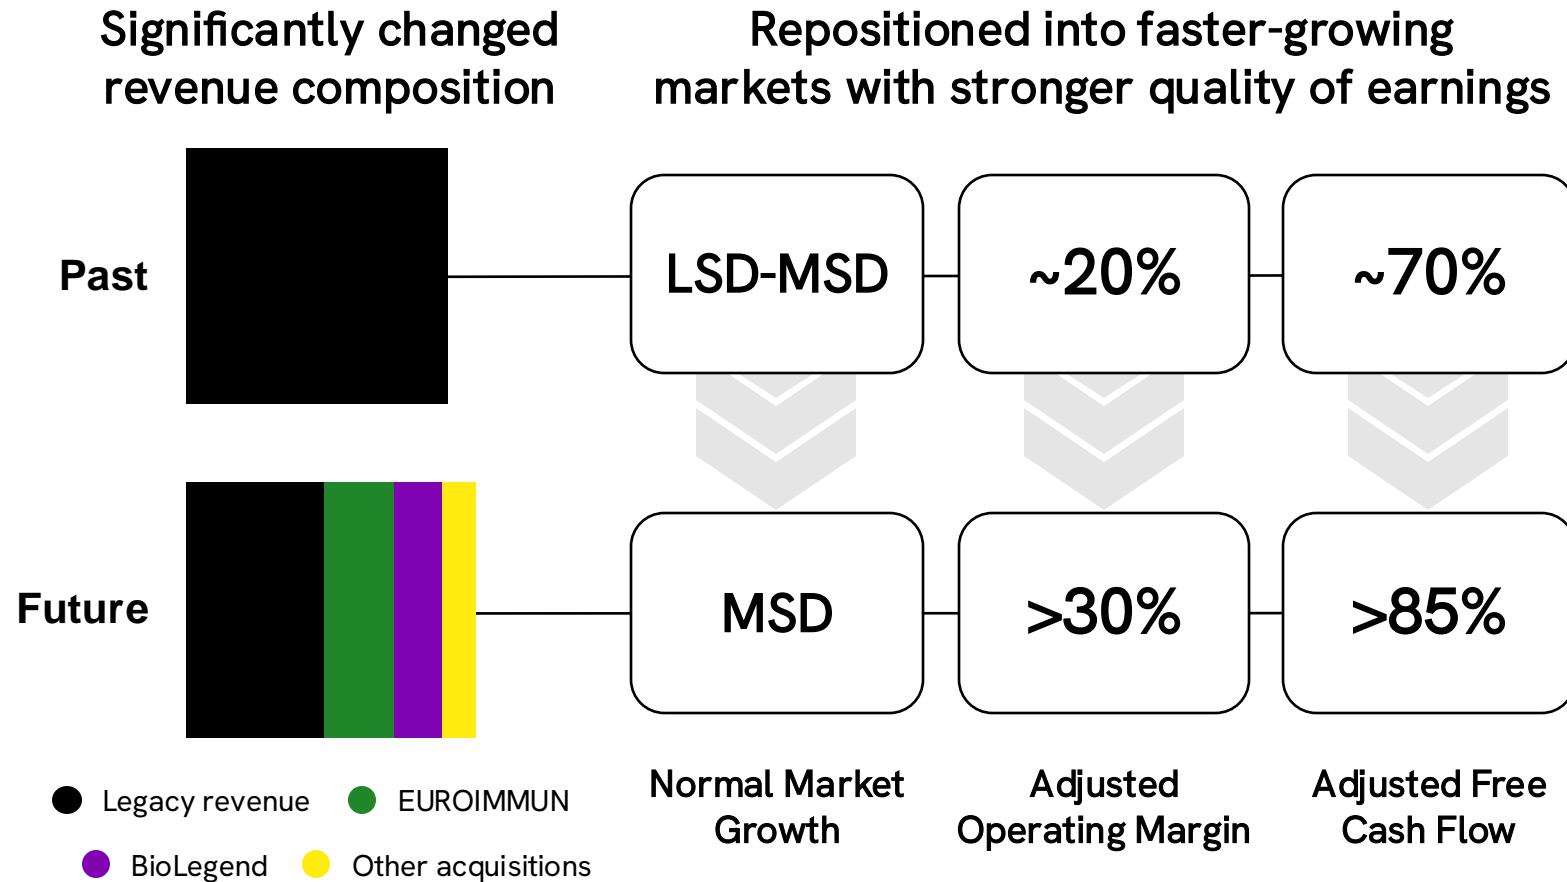 Significantly changed
revenue composition
Repositioned into faster-growing
markets with stronger quality of earnings
Past
LSD-MSD
~20%
~70%
Future
MSD
>30%
>85%
Normal Market
Growth
Adjusted
Operating Margin
Adjusted Free
Cash Flow
Legacy revenue
EUROIMMUN
BioLegend
Other acquisitions